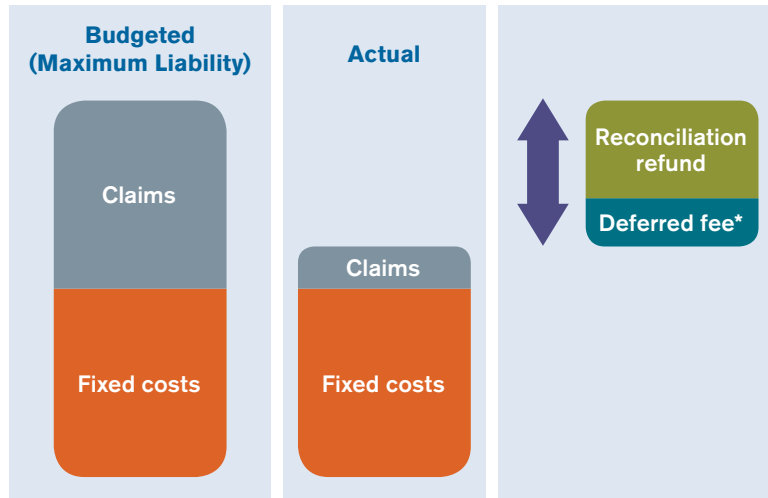 Budgeted
(Maximum Liability)
Claims
Fixed costs
Actual
Claims
Fixed costs
Reconciliation
refund
Deferred fee*